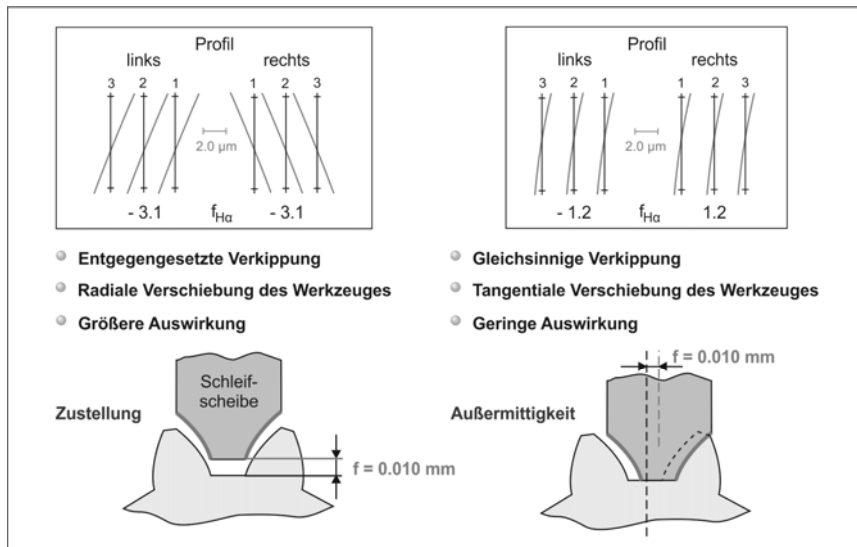 Profil
links rechts
3 2 1 1 2 3
2.0 µm
- 3.1 fHα - 3.1
Entgegengesetzte Verkippung
Radiale Verschiebung des Werkzeuges
Größere Auswirkung
Schleif-
scheibe
Zustellung
f = 0.010 mm
Profil
links rechts
3 2 1 1 2 3
2.0 µm
- 1.2 fHα 1.2
Gleichsinnige Verkippung
Tangentiale Verschiebung des Werkzeuges
Geringe Auswirkung
f = 0.010 mm
Außermittigkeit